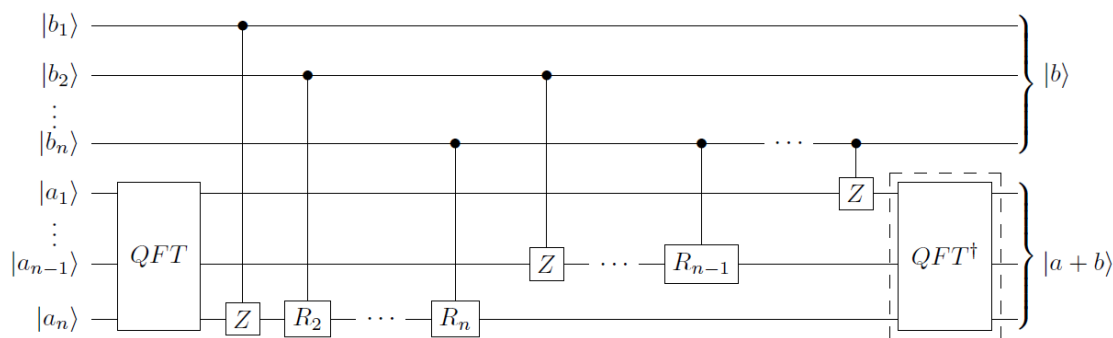 |b₁⟩
|b₂⟩ |b⟩
⋮
|bₙ⟩ ···
|a₁⟩ Z
⋮
QFT QFT†
|aₙ₋₁⟩ Z ··· Rₙ₋₁ |a + b⟩
|aₙ⟩ Z R₂ ··· Rₙ